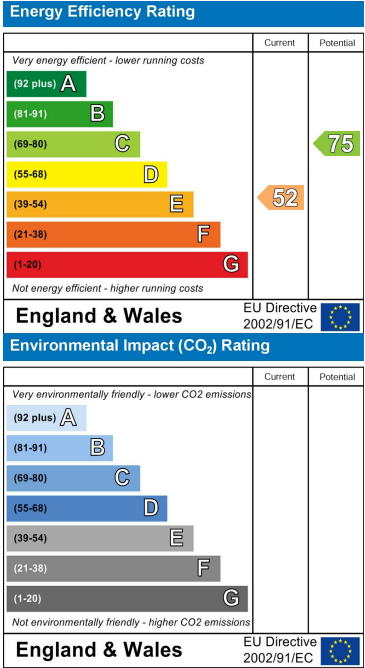 Energy Efficiency Rating
Current Potential
Very energy efficient - lower running costs
(92 plus) A
(81-91) B
(69-80) C
75
(55-68) D
(39-54) E
52
(21-38) F
(1-20) G
Not energy efficient - higher running costs
England & Wales
EU Directive
2002/91/EC
Environmental Impact (CO₂) Rating
Current Potential
Very environmentally friendly - lower CO2 emissions
(92 plus) A
(81-91) B
(69-80) C
(55-68) D
(39-54) E
(21-38) F
(1-20) G
Not environmentally friendly - higher CO2 emissions
England & Wales
EU Directive
2002/91/EC